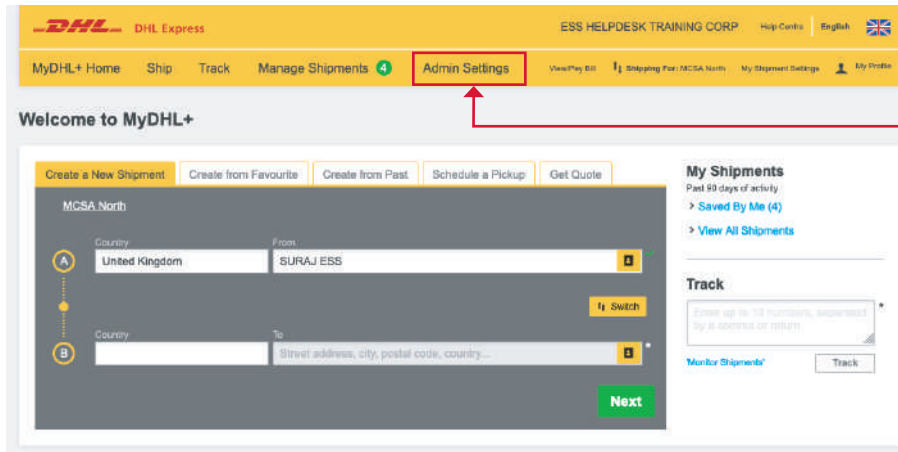 DHL DHL Express ESS HELPDESK TRAINING CORP Help Centre English
MyDHL+ Home Ship Track Manage Shipments 4 Admin Settings View/Pay Bill Shipping For: MCSA North My Shipment Settings My Profile
Welcome to MyDHL+
Create a New Shipment Create from Favourite Create from Past Schedule a Pickup Get Quote
MCSA North
Country From
A United Kingdom SURAJ ESS
Switch
Country To
B Street address, city, postal code, country... *
Next
My Shipments
Past 90 days of activity
> Saved By Me (4)
> View All Shipments
Track
Enter up to 10 numbers, separated
by a comma or return. *
'Monitor Shipments' Track